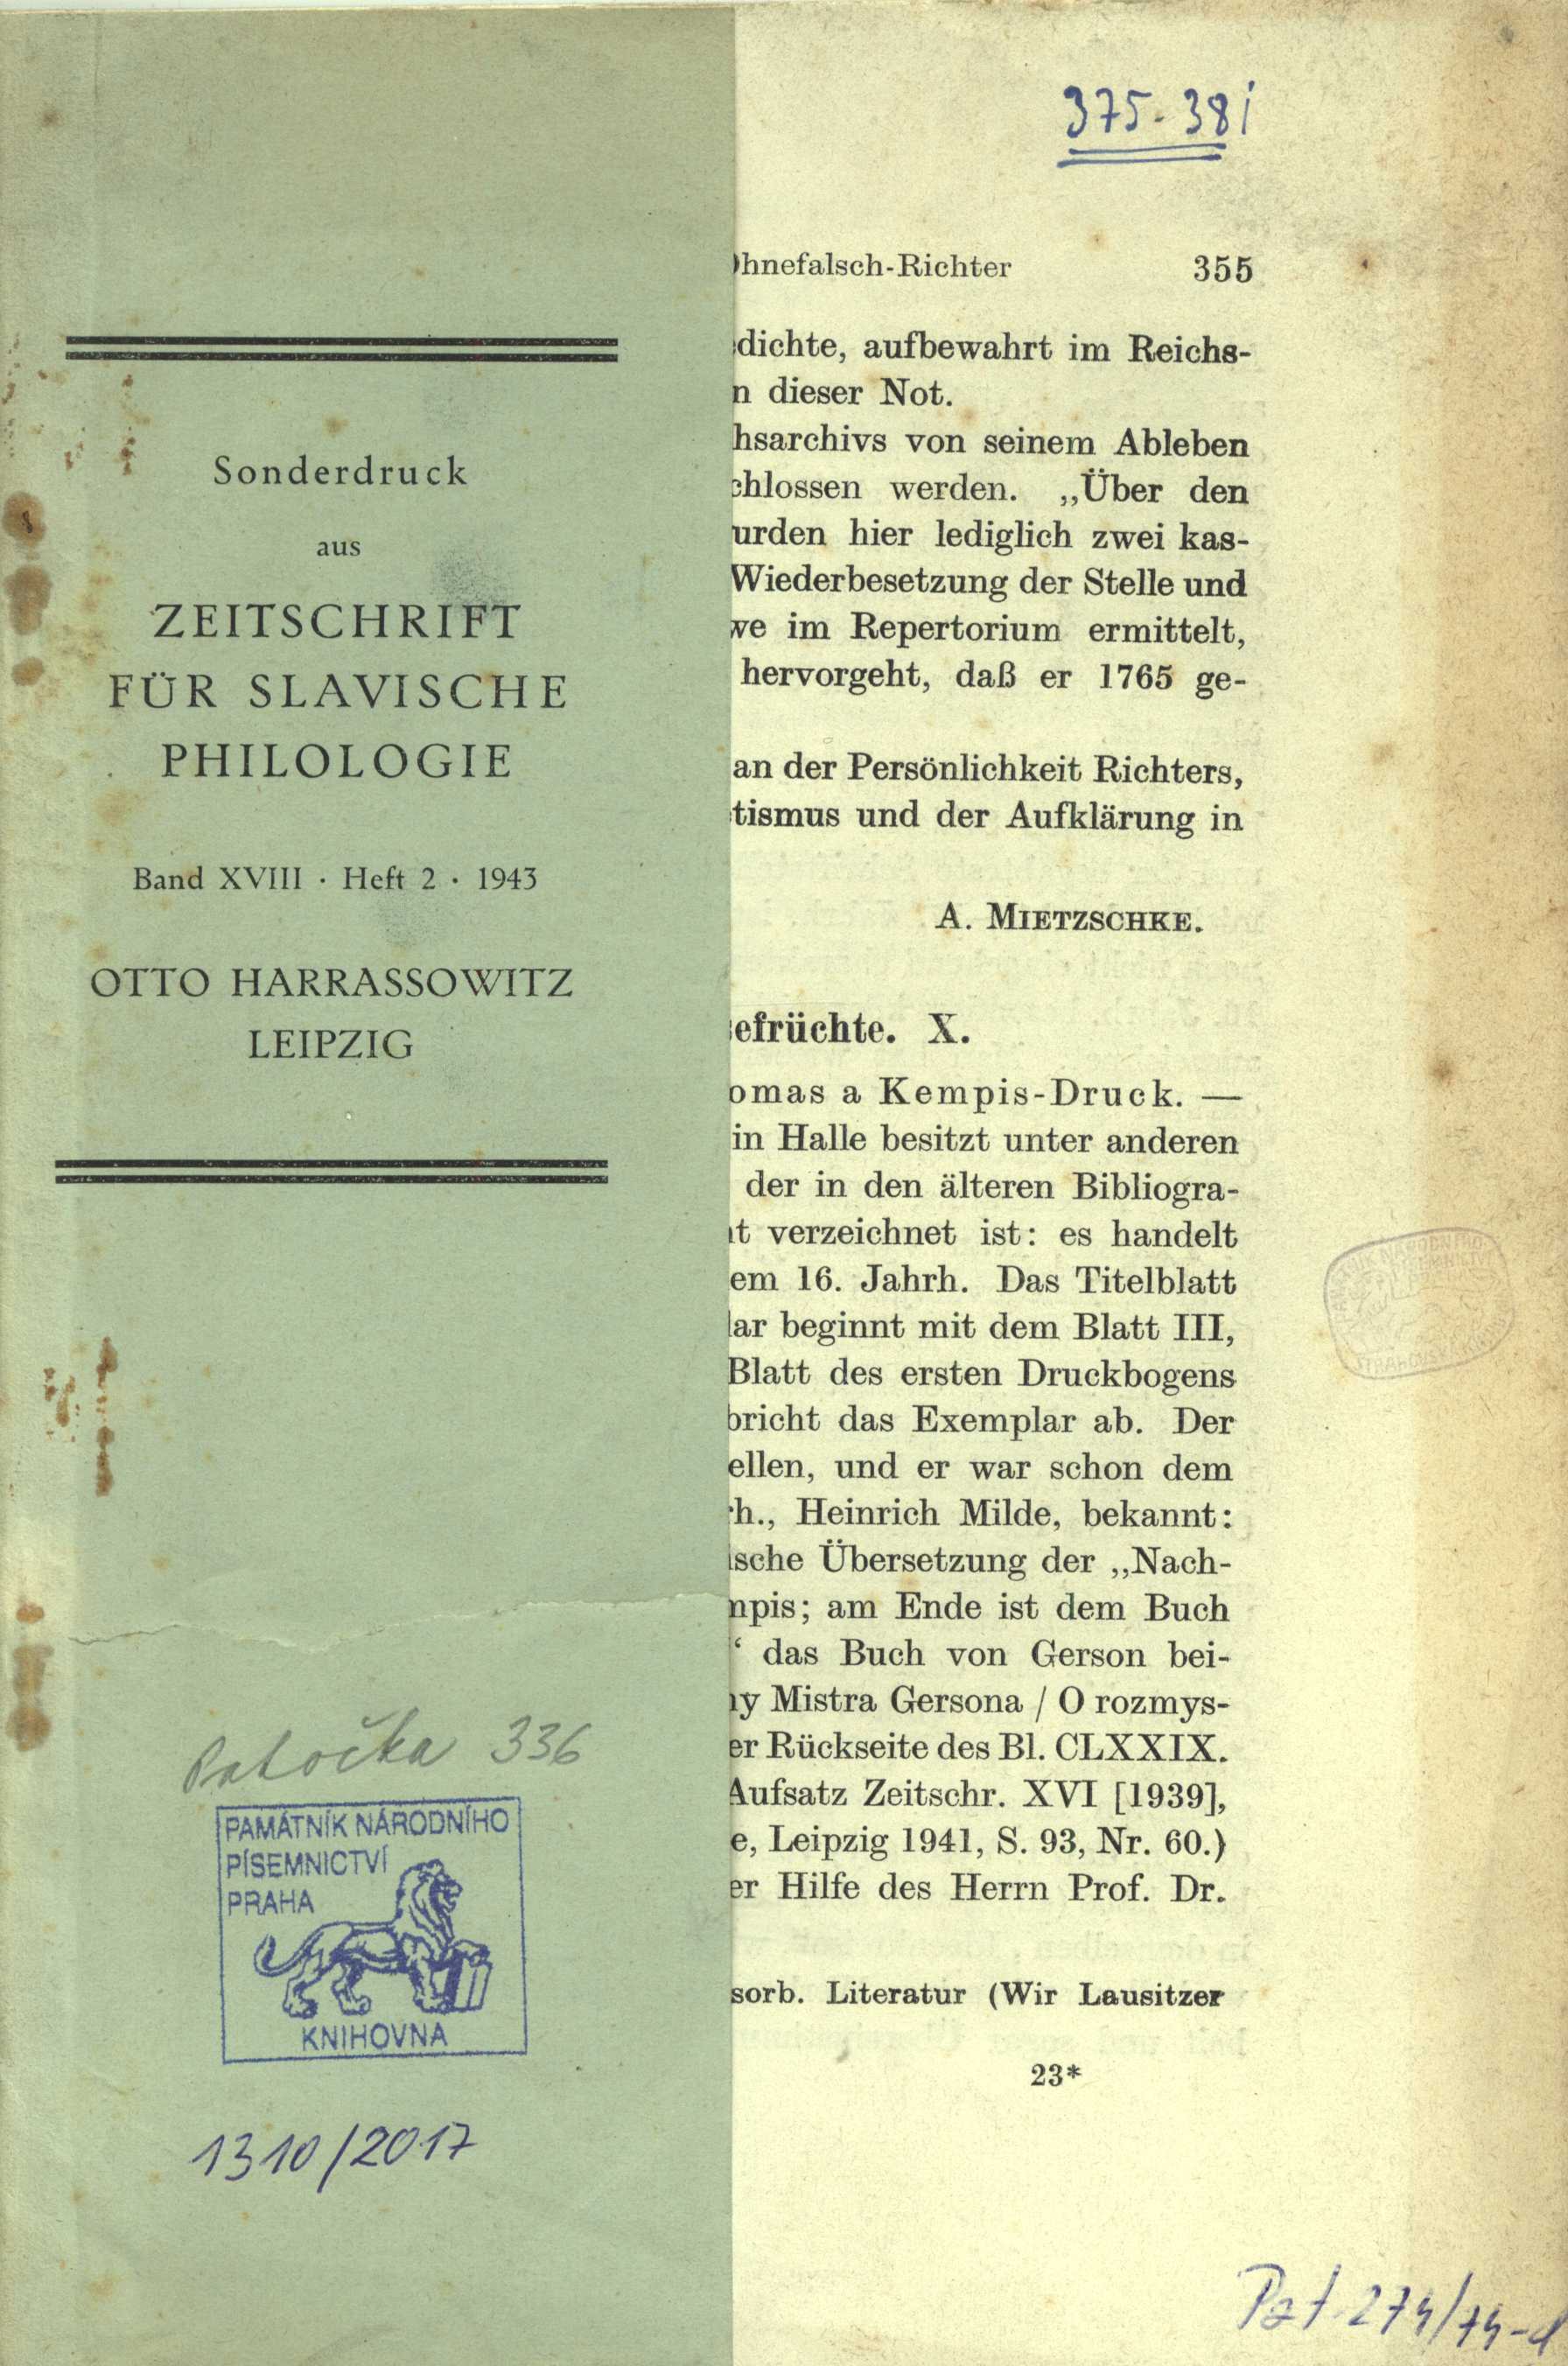 Sonderdruck
aus
ZEITSCHRIFT
FÜR SLAVISCHE
PHILOLOGIE
Band XVIII · Heft 2 · 1943
OTTO HARRASSOWITZ
LEIPZIG
Patočka 336
PAMÁTNÍK NÁRODNÍHO
PÍSEMNICTVÍ
PRAHA
KNIHOVNA
1310/2017
375-381
hnefalsch-Richter 355
dichte, aufbewahrt im Reichs-
n dieser Not.
hsarchivs von seinem Ableben
chlossen werden. „Über den
urden hier lediglich zwei kas-
Wiederbesetzung der Stelle und
we im Repertorium ermittelt,
hervorgeht, daß er 1765 ge-
an der Persönlichkeit Richters,
tismus und der Aufklärung in
A. MIETZSCHKE.
efrüchte. X.
omas a Kempis-Druck. —
in Halle besitzt unter anderen
der in den älteren Bibliogra-
t verzeichnet ist: es handelt
em 16. Jahrh. Das Titelblatt
ar beginnt mit dem Blatt III,
Blatt des ersten Druckbogens
bricht das Exemplar ab. Der
ellen, und er war schon dem
h., Heinrich Milde, bekannt:
sche Übersetzung der „Nach-
mpis; am Ende ist dem Buch
“ das Buch von Gerson bei-
ny Mistra Gersona / O rozmys-
er Rückseite des Bl. CLXXIX.
Aufsatz Zeitschr. XVI [1939],
e, Leipzig 1941, S. 93, Nr. 60.)
er Hilfe des Herrn Prof. Dr.
sorb. Literatur (Wir Lausitzer
23*
Pat 274/74-d